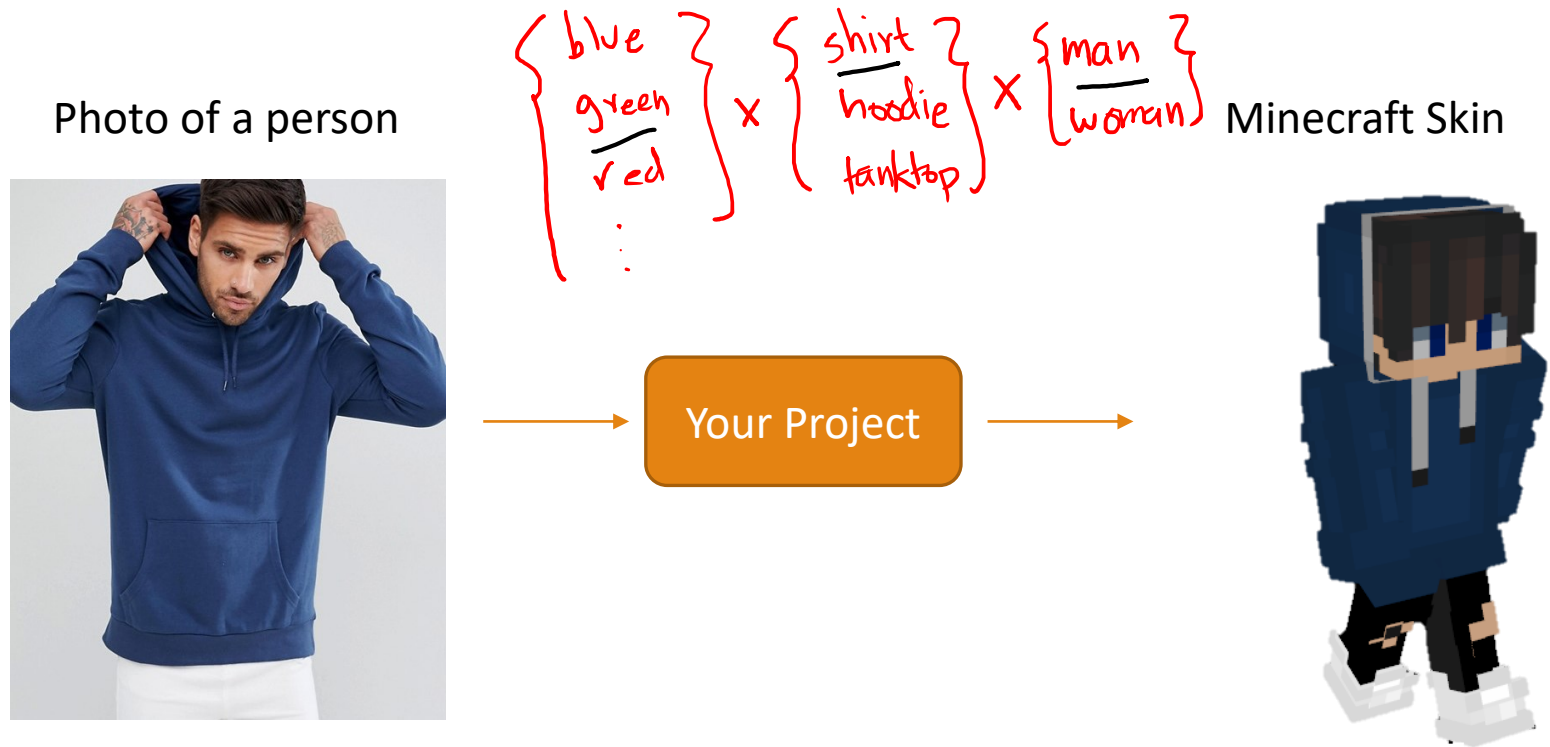 { blue
green
red
⋮ } x { shirt
hoodie
tanktop } x { man
woman }
Photo of a person
Minecraft Skin
Your Project